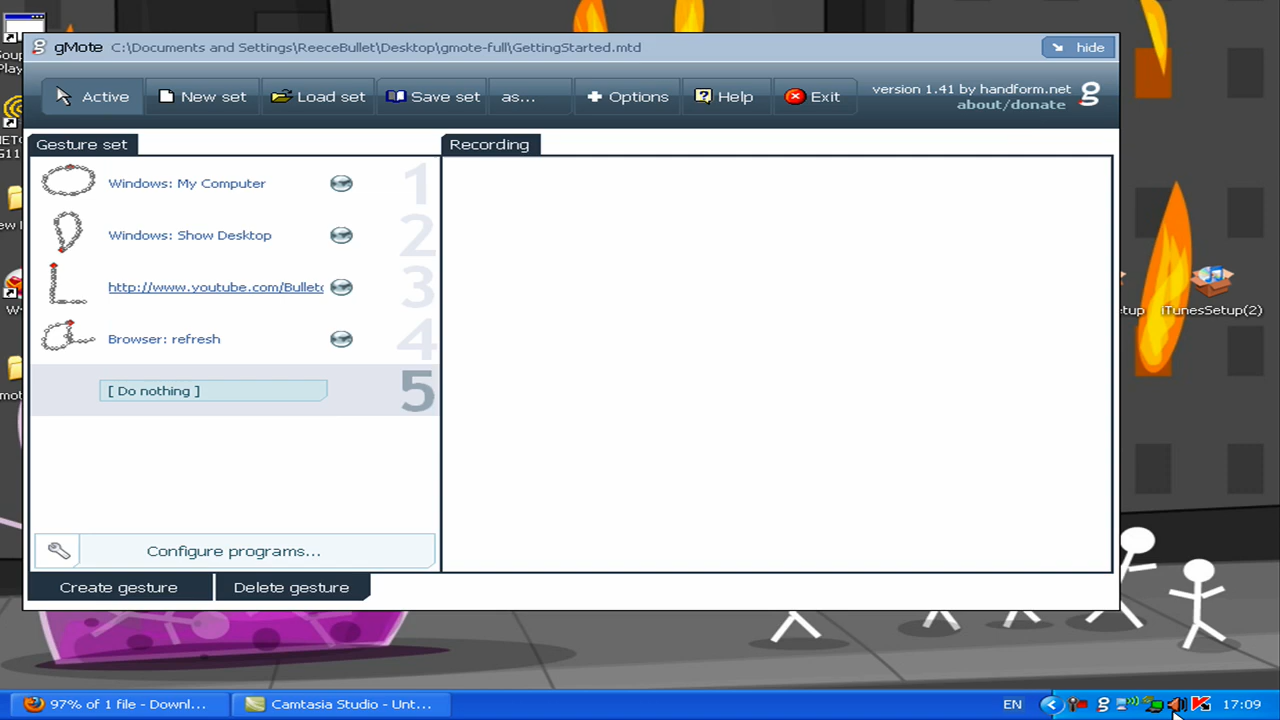 gMote C:\Documents and Settings\ReeceBullet\Desktop\gmote-full\GettingStarted.mtd
hide
Active New set Load set Save set as... Options Help Exit
version 1.41 by handform.net
about/donate
g
Gesture set
Recording
Windows: My Computer 1
Windows: Show Desktop 2
http://www.youtube.com/Bullet 3
Browser: refresh 4
[ Do nothing ] 5
Configure programs...
Create gesture Delete gesture
Soup
Play
G11
iTunesSetup(2)
97% of 1 file - Downl...
Camtasia Studio - Unt...
EN
17:09